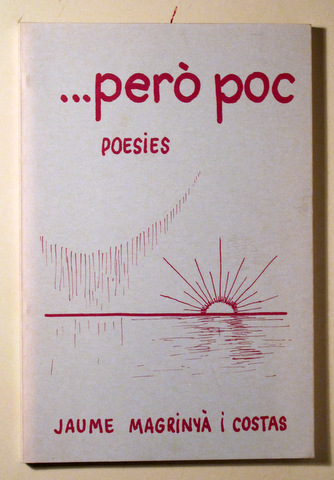 ...però poc
POESiES
JAUME MAGRiNYÀ i COSTAS